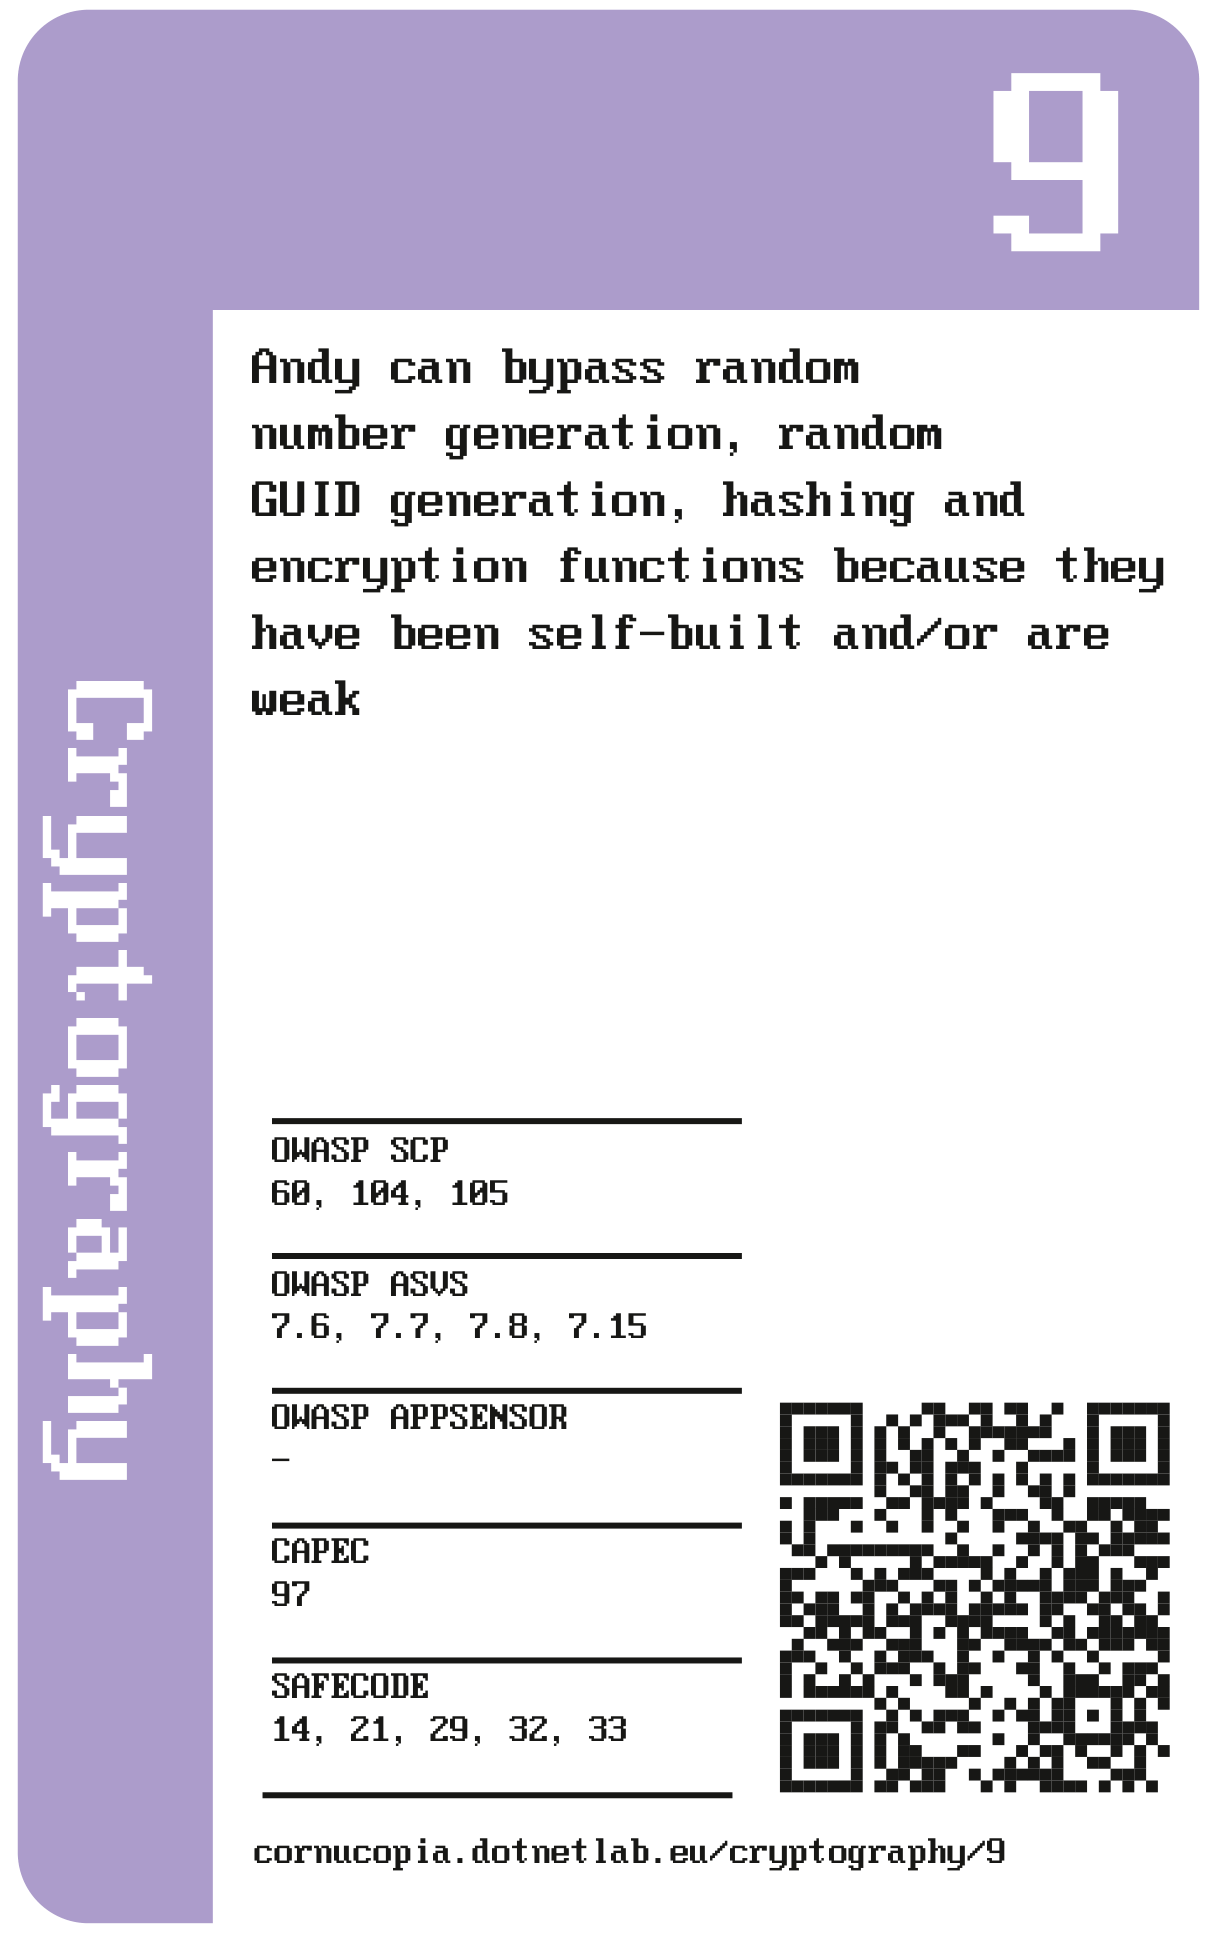 9
Andy can bypass random
number generation, random
GUID generation, hashing and
encryption functions because they
have been self-built and/or are
weak
Cryptography
OWASP SCP
60, 104, 105
OWASP ASVS
7.6, 7.7, 7.8, 7.15
OWASP APPSENSOR
-
CAPEC
97
SAFECODE
14, 21, 29, 32, 33
cornucopia.dotnetlab.eu/cryptography/9